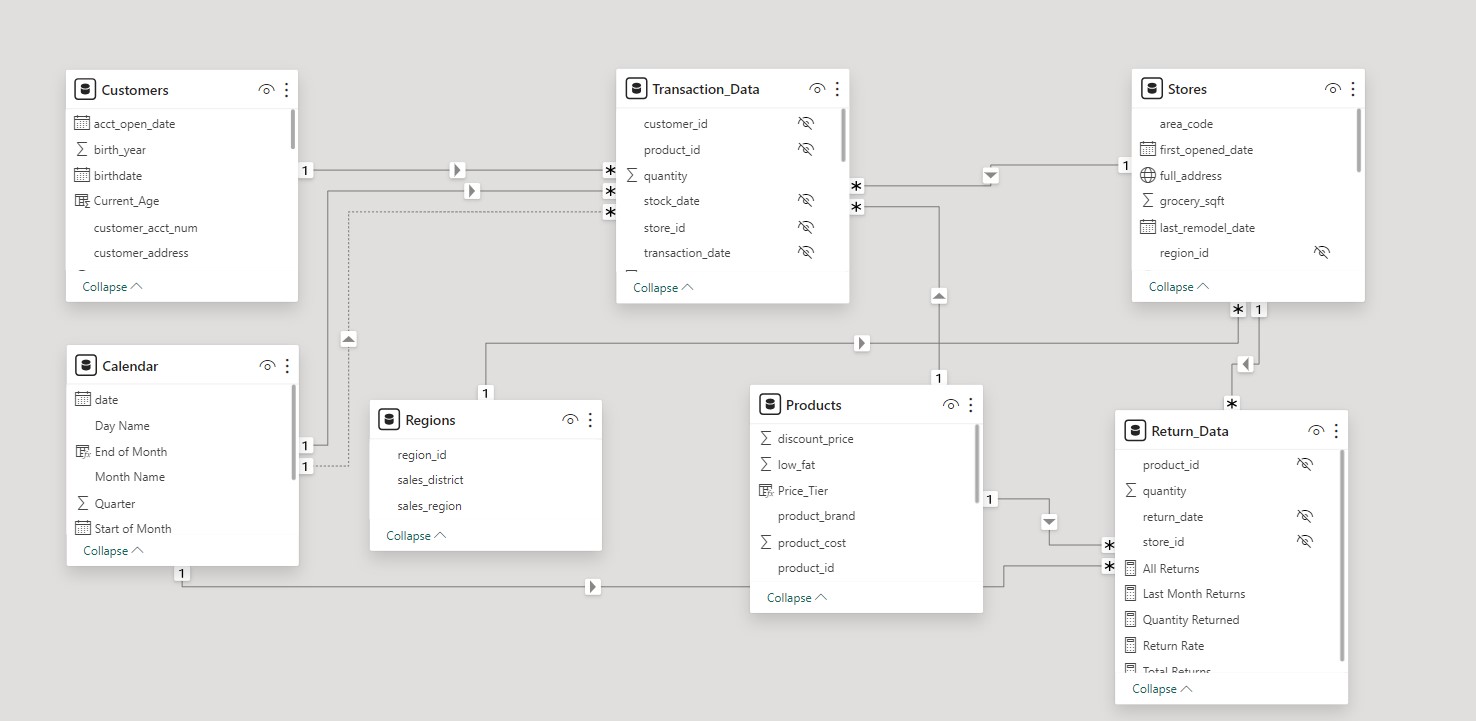 Customers
acct_open_date
birth_year
birthdate
Current_Age
customer_acct_num
customer_address
Collapse
Transaction_Data
customer_id
product_id
quantity
stock_date
store_id
transaction_date
Collapse
Stores
area_code
first_opened_date
full_address
grocery_sqft
last_remodel_date
region_id
Collapse
1
*
*
*
*
*
1
* 1
Calendar
date
Day Name
End of Month
Month Name
Quarter
Start of Month
Collapse
1
1
1
1
Regions
region_id
sales_district
sales_region
Collapse
1
Products
discount_price
low_fat
Price_Tier
product_brand
product_cost
product_id
Collapse
1
*
*
*
Return_Data
product_id
quantity
return_date
store_id
All Returns
Last Month Returns
Quantity Returned
Return Rate
Total Returns
Collapse